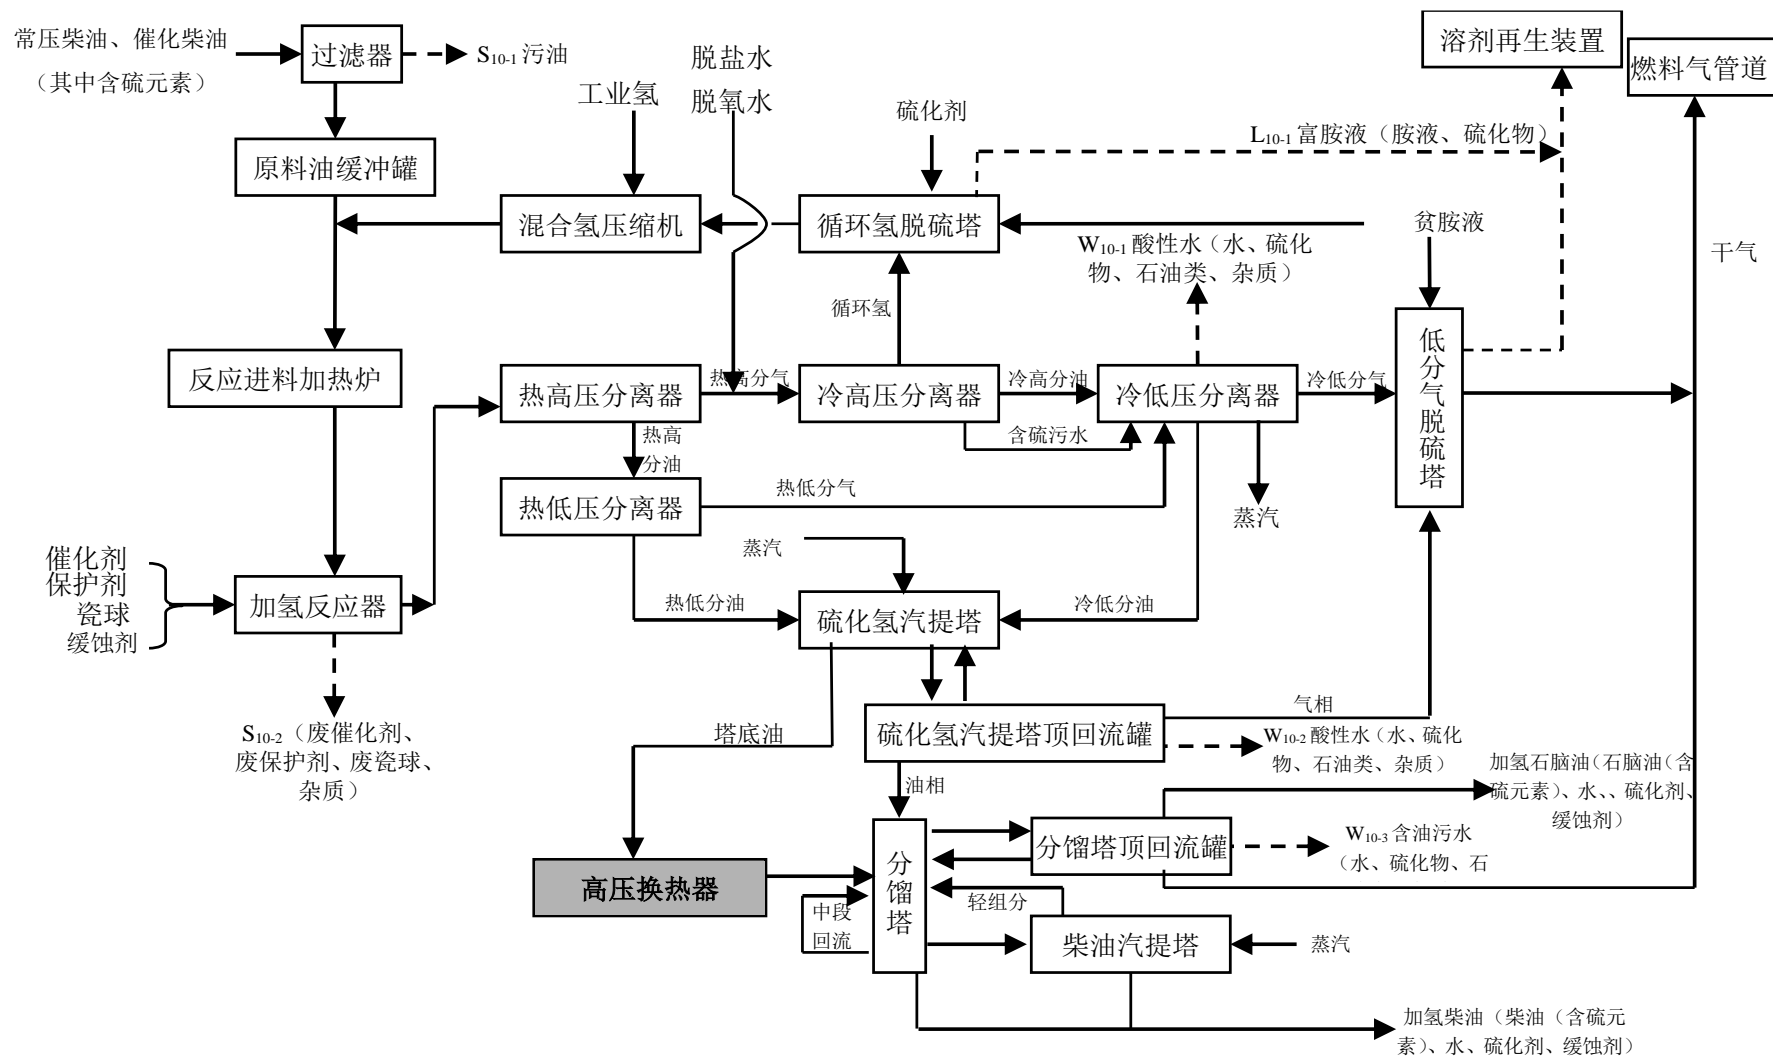 常压柴油、催化柴油
（其中含硫元素）
过滤器
S10-1 污油
脱盐水
脱氧水
工业氢
硫化剂
溶剂再生装置
燃料气管道
L10-1 富胺液（胺液、硫化物）
原料油缓冲罐
混合氢压缩机
循环氢脱硫塔
贫胺液
干气
W10-1 酸性水（水、硫化
物、石油类、杂质）
循环氢
反应进料加热炉
热高压分离器
热高分气
冷高压分离器
冷高分油
冷低压分离器
冷低分气
低分气脱硫塔
热高
分油
含硫污水
热低压分离器
热低分气
蒸汽
蒸汽
催化剂
保护剂
瓷球
缓蚀剂
加氢反应器
热低分油
硫化氢汽提塔
冷低分油
S10-2（废催化剂、
废保护剂、废瓷球、
杂质）
塔底油
硫化氢汽提塔顶回流罐
气相
W10-2 酸性水（水、硫化
物、石油类、杂质）
油相
加氢石脑油（石脑油（含
硫元素）、水、、硫化剂、
缓蚀剂）
分馏塔
分馏塔顶回流罐
W10-3 含油污水
（水、硫化物、石
高压换热器
中段
回流
轻组分
柴油汽提塔
蒸汽
加氢柴油（柴油（含硫元
素）、水、硫化剂、缓蚀剂）